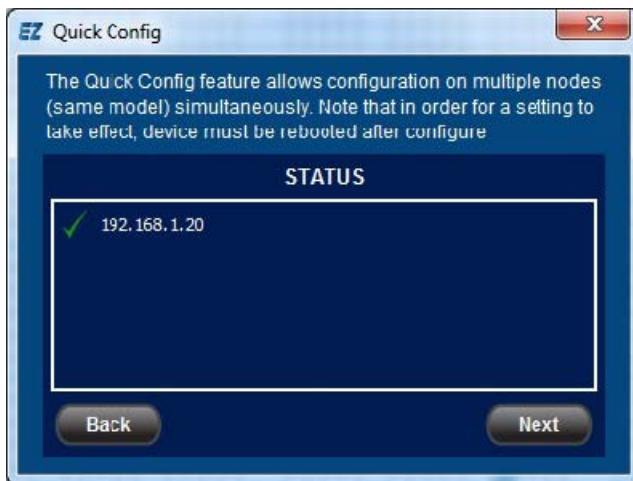 EZ Quick Config
The Quick Config feature allows configuration on multiple nodes
(same model) simultaneously. Note that in order for a setting to
take effect, device must be rebooted after configure
STATUS
192.168.1.20
Back
Next